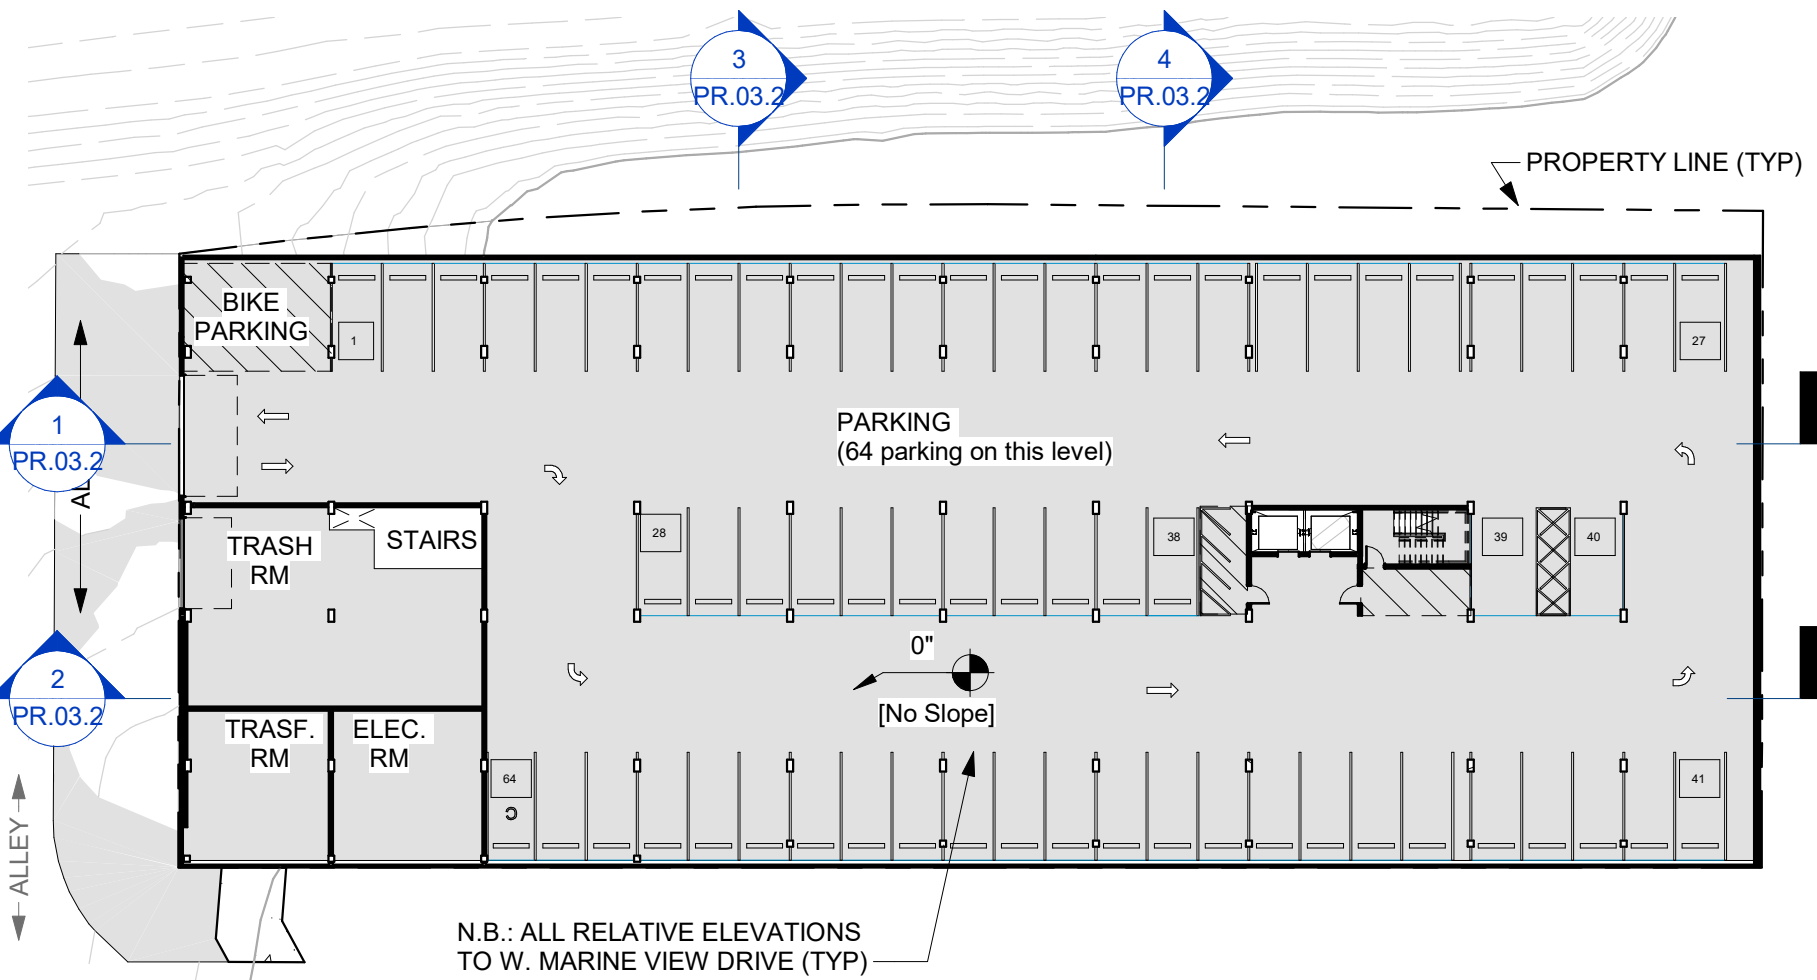 3
PR.03.2
4
PR.03.2
PROPERTY LINE (TYP)
BIKE
PARKING
1
27
1
PR.03.2
PARKING
(64 parking on this level)
TRASH
RM
STAIRS
28
38
39
40
0"
[No Slope]
2
PR.03.2
TRASF.
RM
ELEC.
RM
64
C
41
ALLEY
N.B.: ALL RELATIVE ELEVATIONS
TO W. MARINE VIEW DRIVE (TYP)